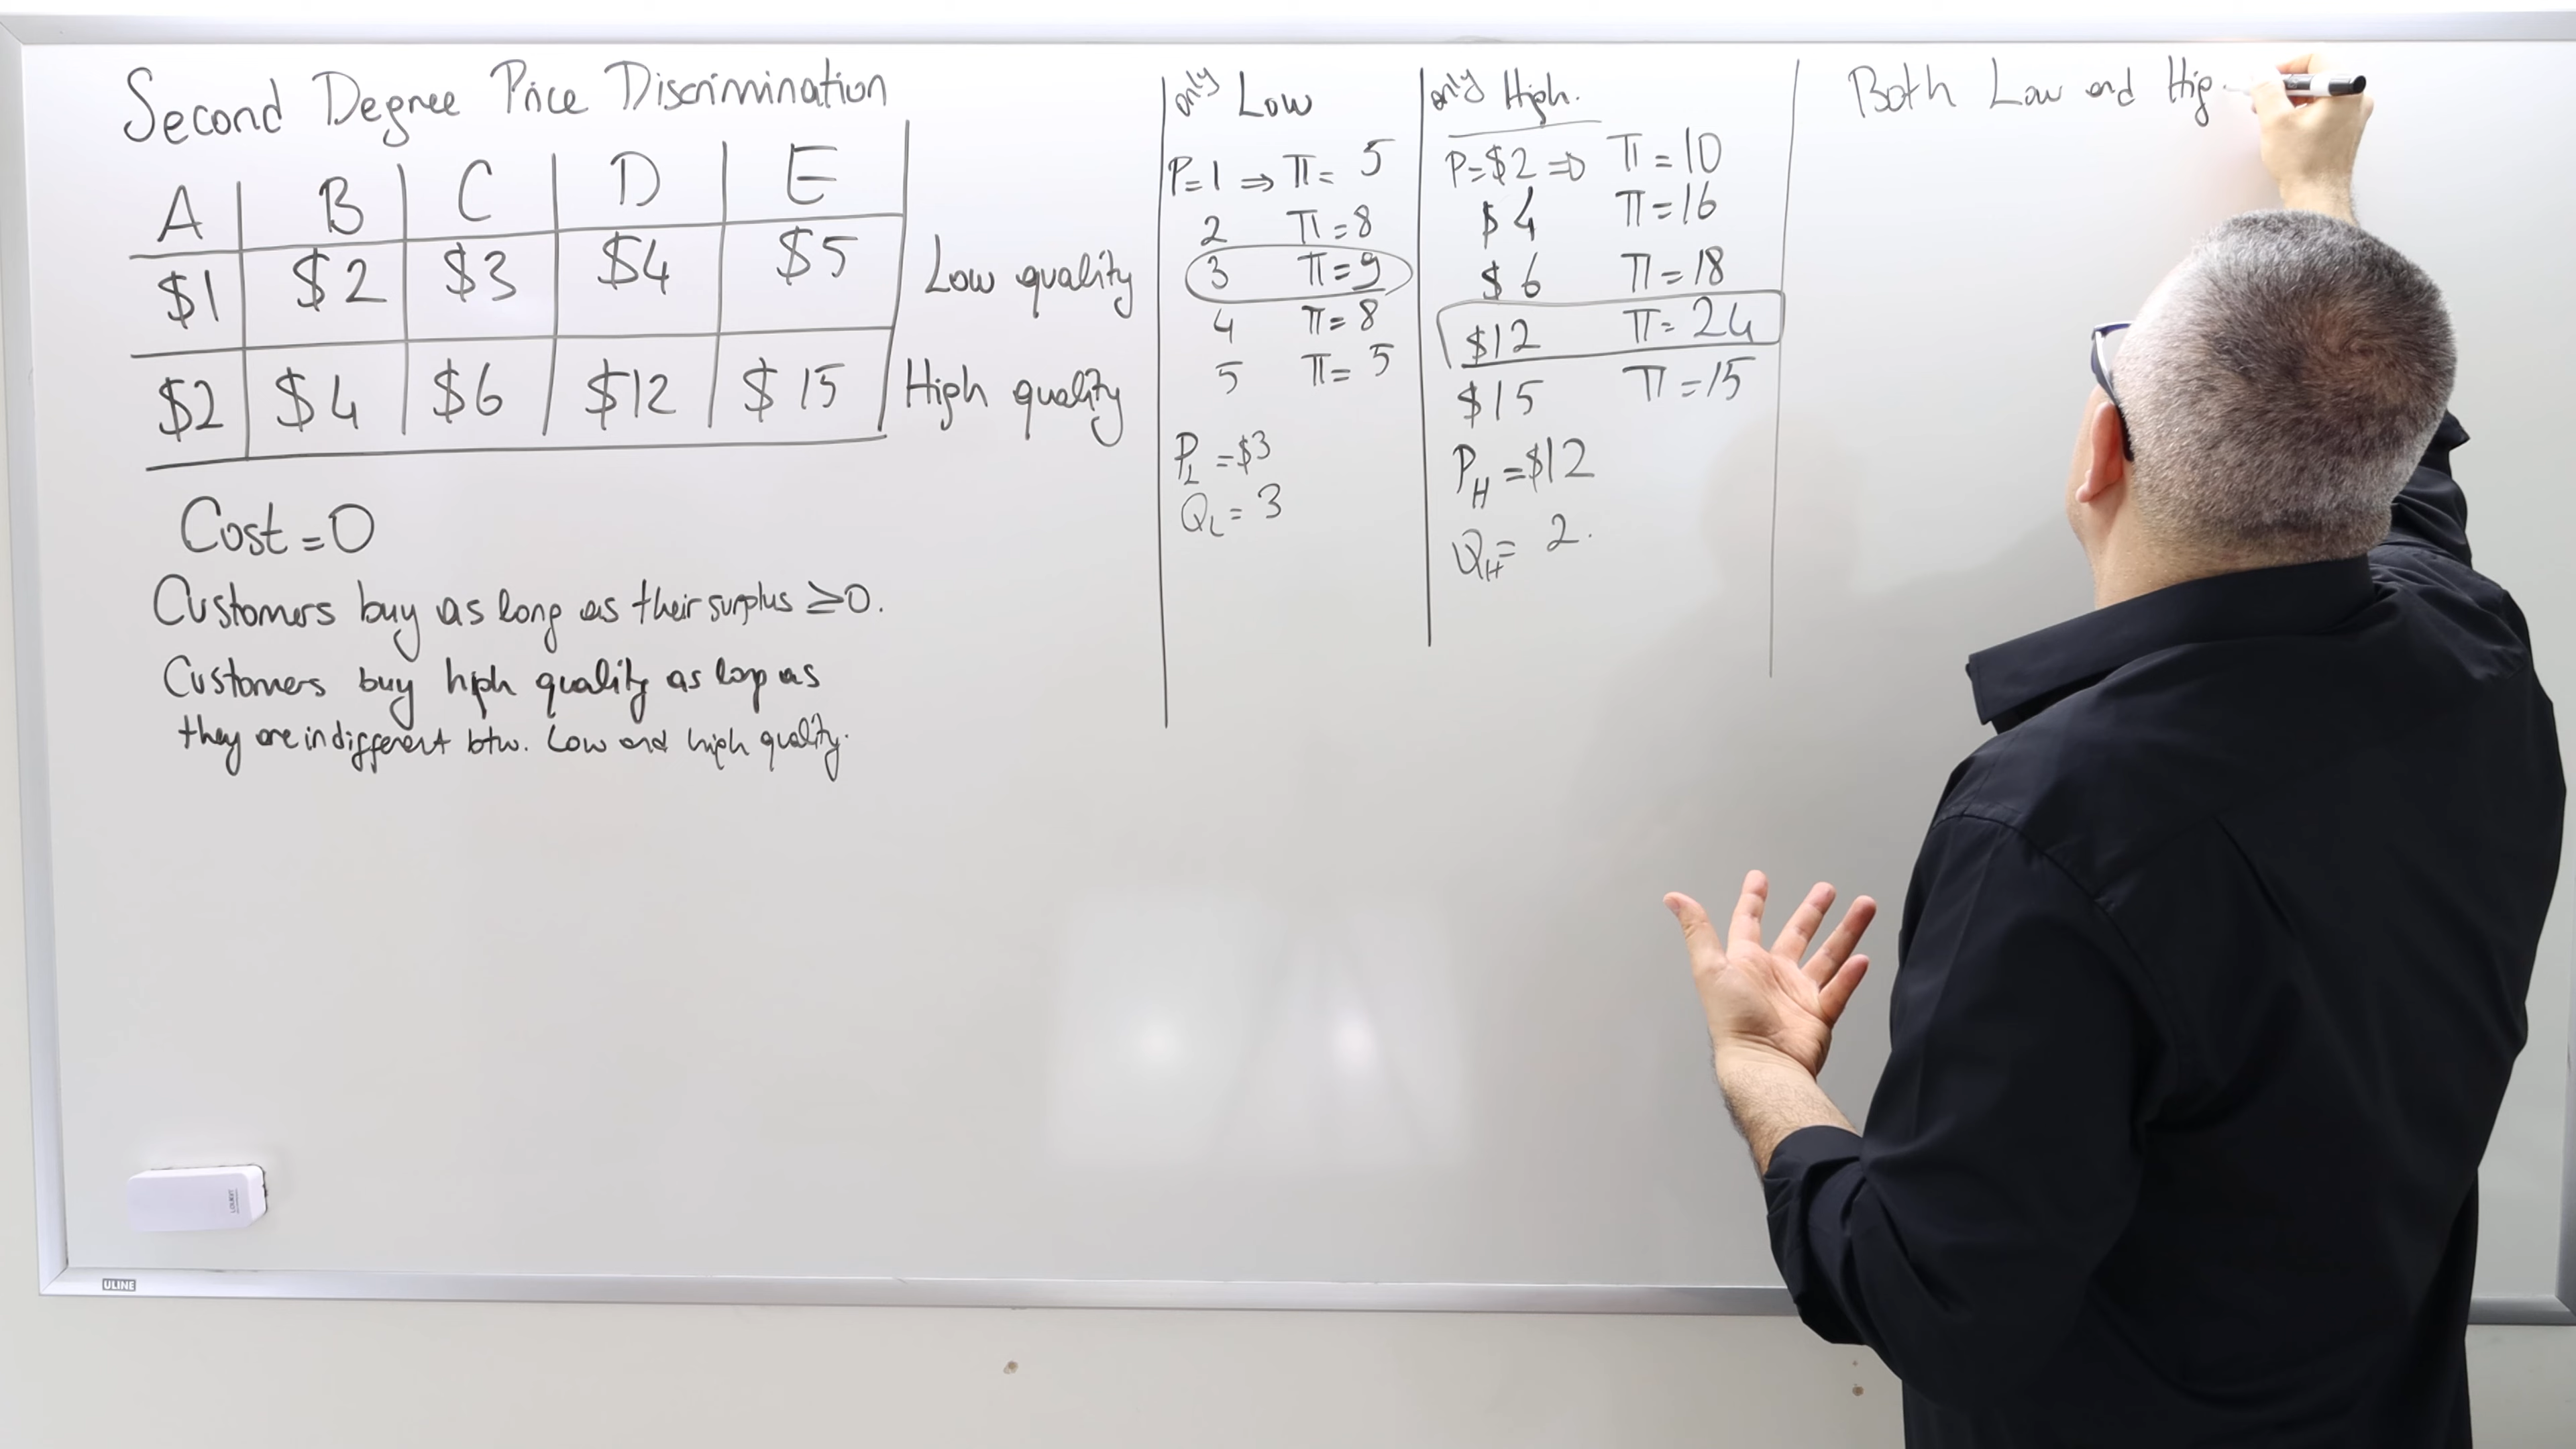 Second Degree Price Discrimination
A B C D E
$1 $2 $3 $4 $5 Low quality
$2 $4 $6 $12 $15 High quality
Cost = 0
Customers buy as long as their surplus ≥0.
Customers buy high quality as long as
they are indifferent btw. Low and high quality.
only Low
P=1 ⇒ π= 5
2 π=8
3 π=9
4 π=8
5 π= 5
P_L =$3
Q_L = 3
only High.
P=$2 ⇒ π=10
$4 π=16
$6 π=18
$12 π=24
$15 π=15
P_H =$12
Q_H = 2.
Both Low and Hig
ULINE